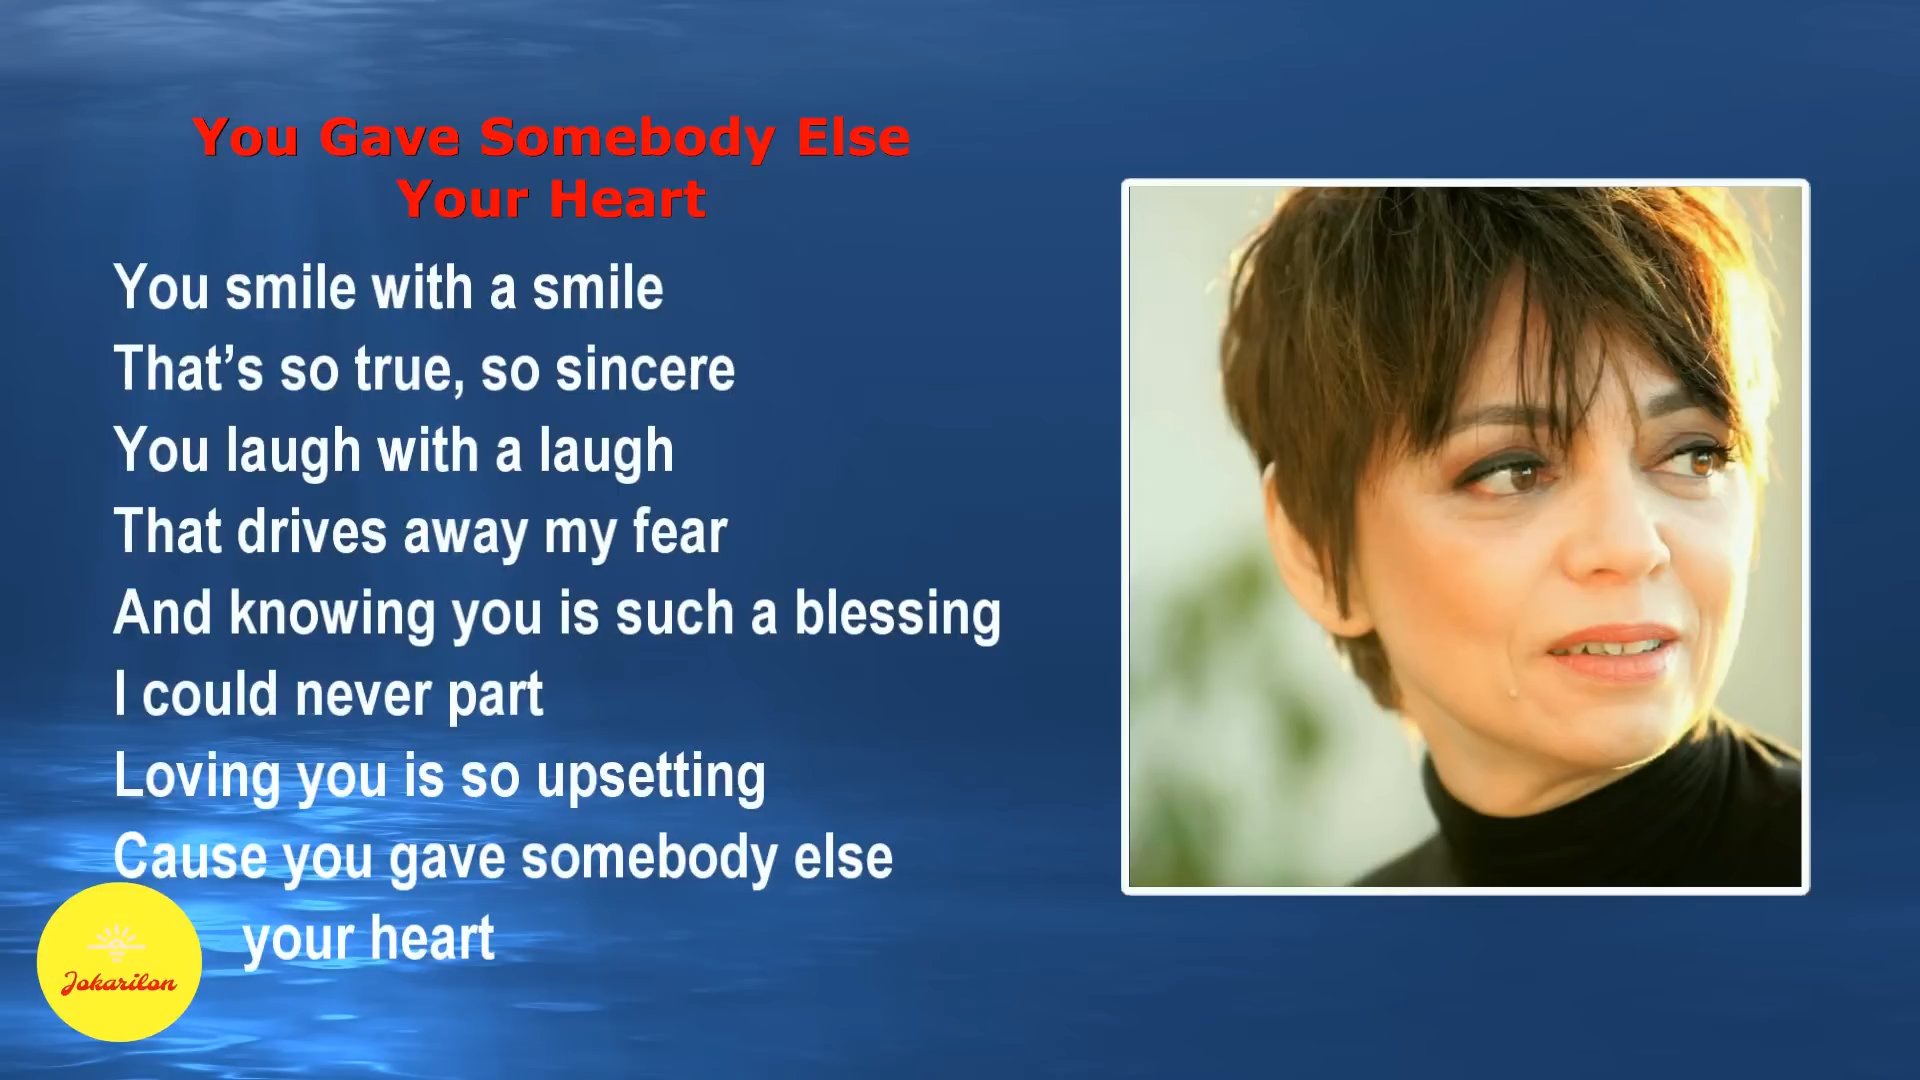 You Gave Somebody Else
Your Heart
You smile with a smile
That’s so true, so sincere
You laugh with a laugh
That drives away my fear
And knowing you is such a blessing
I could never part
Loving you is so upsetting
Cause you gave somebody else
your heart
Jokarilon